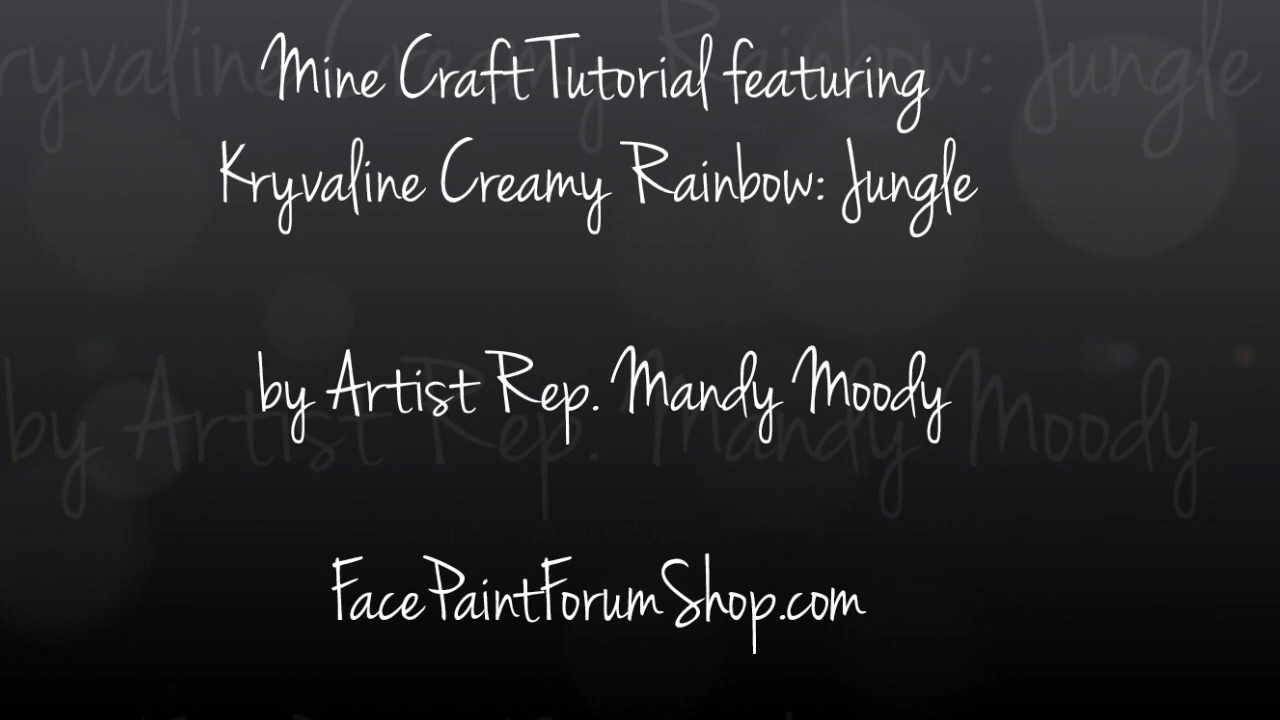 Mine Craft Tutorial featuring
Kryvaline Creamy Rainbow: Jungle
by Artist Rep. Mandy Moody
FacePaintForumShop.com